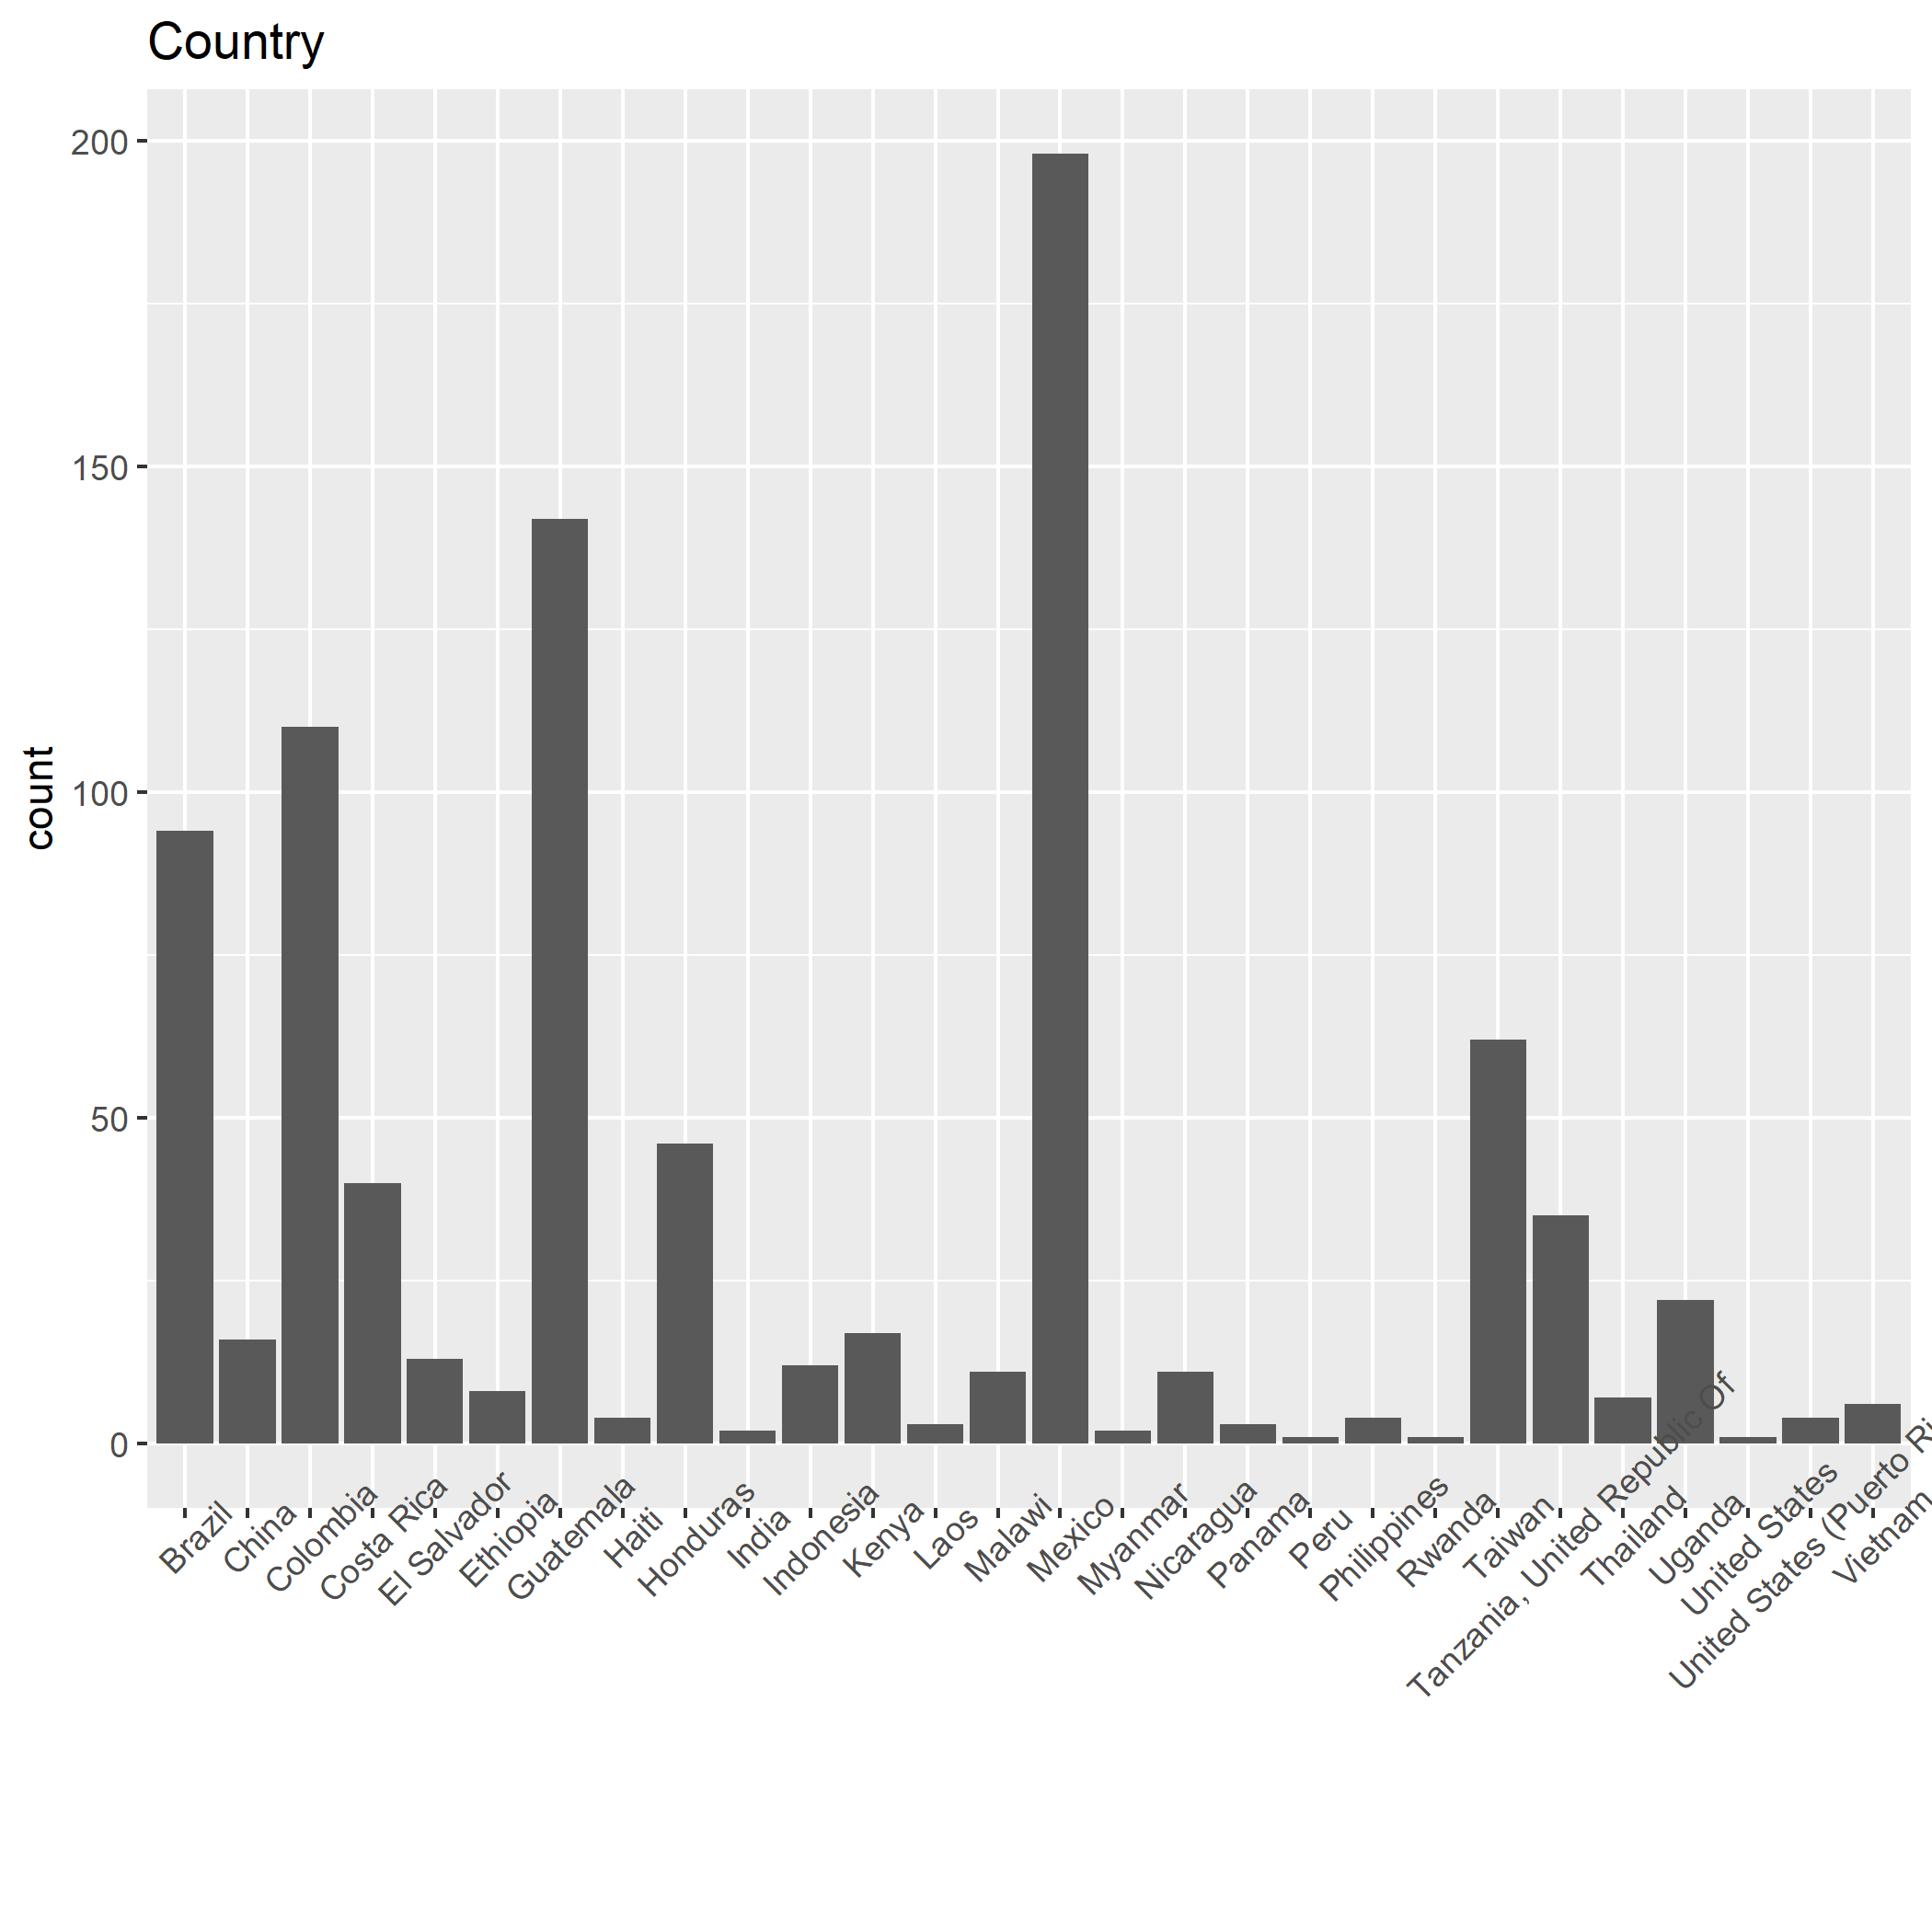 Country
count
200
150
100
50
0
Brazil
China
Colombia
Costa Rica
El Salvador
Ethiopia
Guatemala
Haiti
Honduras
India
Indonesia
Kenya
Laos
Malawi
Mexico
Myanmar
Nicaragua
Panama
Peru
Philippines
Rwanda
Taiwan
Tanzania, United Republic Of
Thailand
Uganda
United States
United States (Puerto Ri
Vietnam